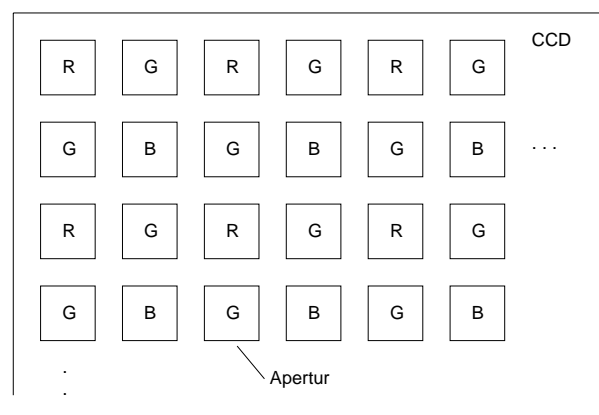 CCD
R G R G R G
G B G B G B . . .
R G R G R G
G B G B G B
.
.
Apertur